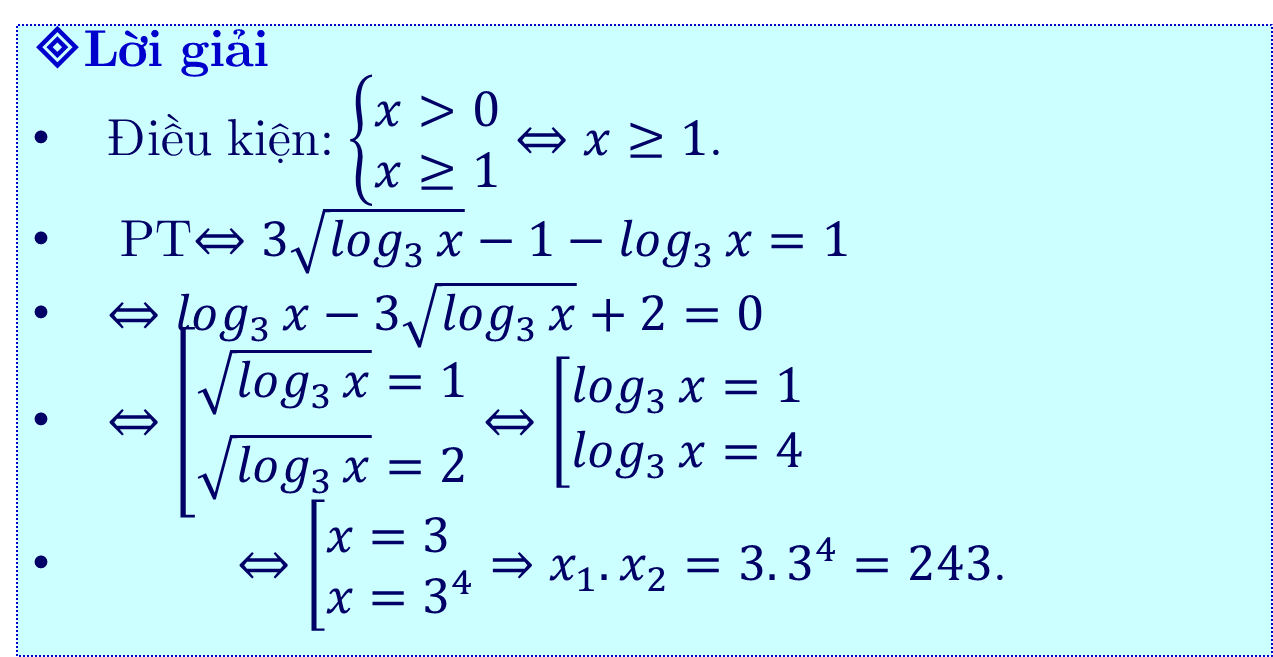 Lời giải
• Điều kiện: {x > 0 x ≥ 1 ⇔ x ≥ 1.
• PT⇔ 3√(log₃ x) − 1 − log₃ x = 1
• ⇔ log₃ x − 3√(log₃ x) + 2 = 0
• ⇔ [√(log₃ x) = 1 √(log₃ x) = 2 ⇔ [log₃ x = 1 log₃ x = 4
• ⇔ [x = 3 x = 3⁴ ⇒ x₁. x₂ = 3. 3⁴ = 243.